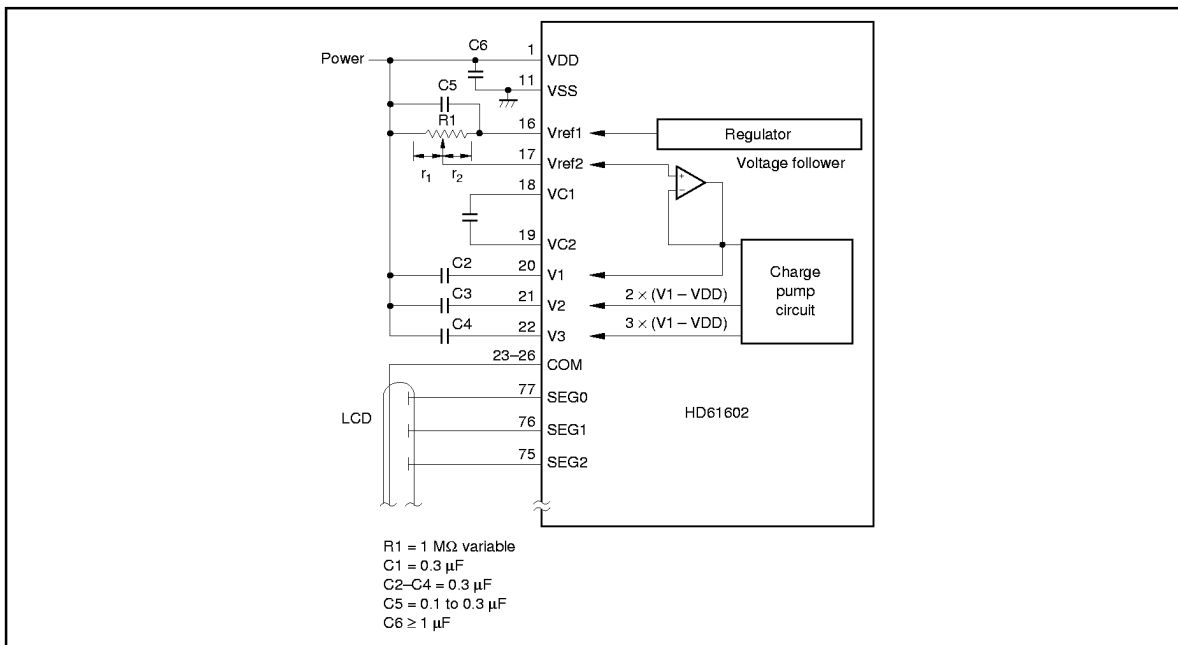 C6
Power
1
VDD
11
VSS
C5
R1
16
Vref1
Regulator
r1
r2
17
Vref2
Voltage follower
+
−
18
VC1
19
VC2
C2
20
V1
Charge
pump
circuit
C3
21
V2
2 × (V1 – VDD)
C4
22
V3
3 × (V1 – VDD)
23–26
COM
77
SEG0
LCD
HD61602
76
SEG1
75
SEG2
R1 = 1 MΩ variable
C1 = 0.3 μF
C2–C4 = 0.3 μF
C5 = 0.1 to 0.3 μF
C6 ≥ 1 μF